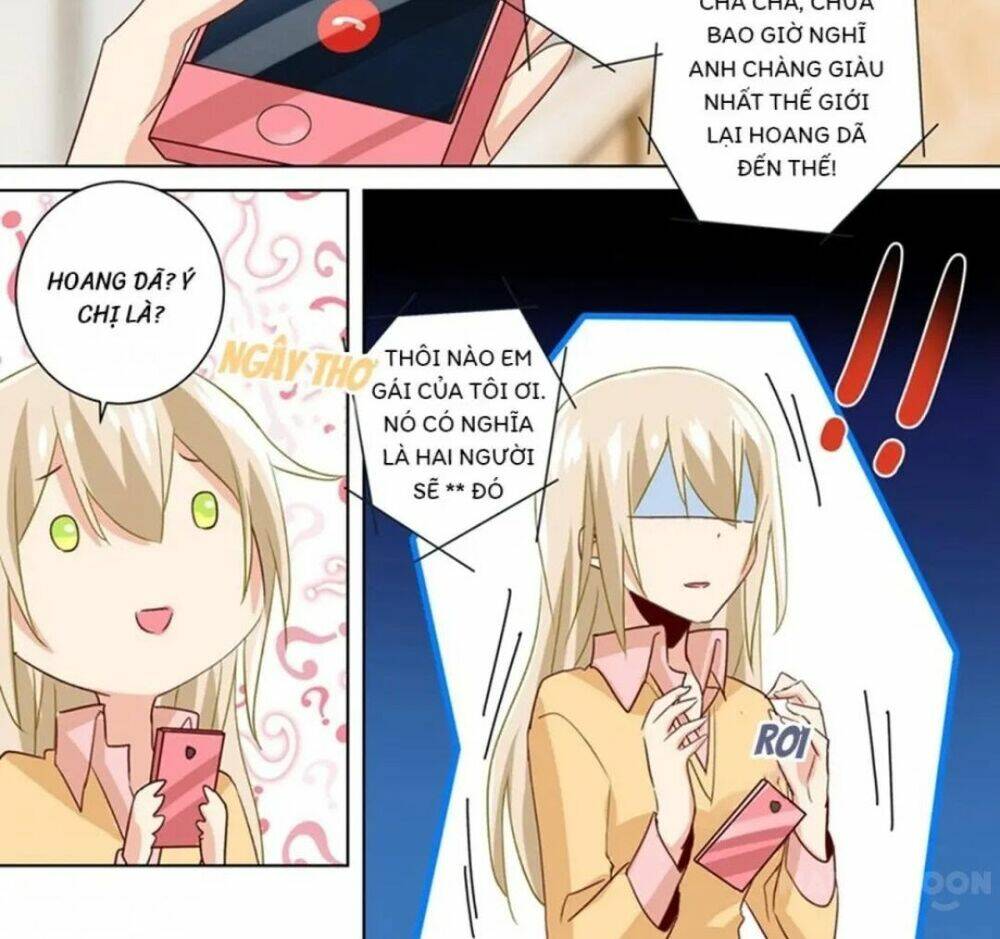 CHA CHA, CHƯA
BAO GIỜ NGHĨ
ANH CHÀNG GIÀU
NHẤT THẾ GIỚI
LẠI HOANG DÃ
ĐẾN THẾ!
HOANG DÃ? Ý
CHỊ LÀ?
NGÂY THƠ
THÔI NÀO EM
GÁI CỦA TÔI ƠI.
NÓ CÓ NGHĨA
LÀ HAI NGƯỜI
SẼ ** ĐÓ
!!
RƠI